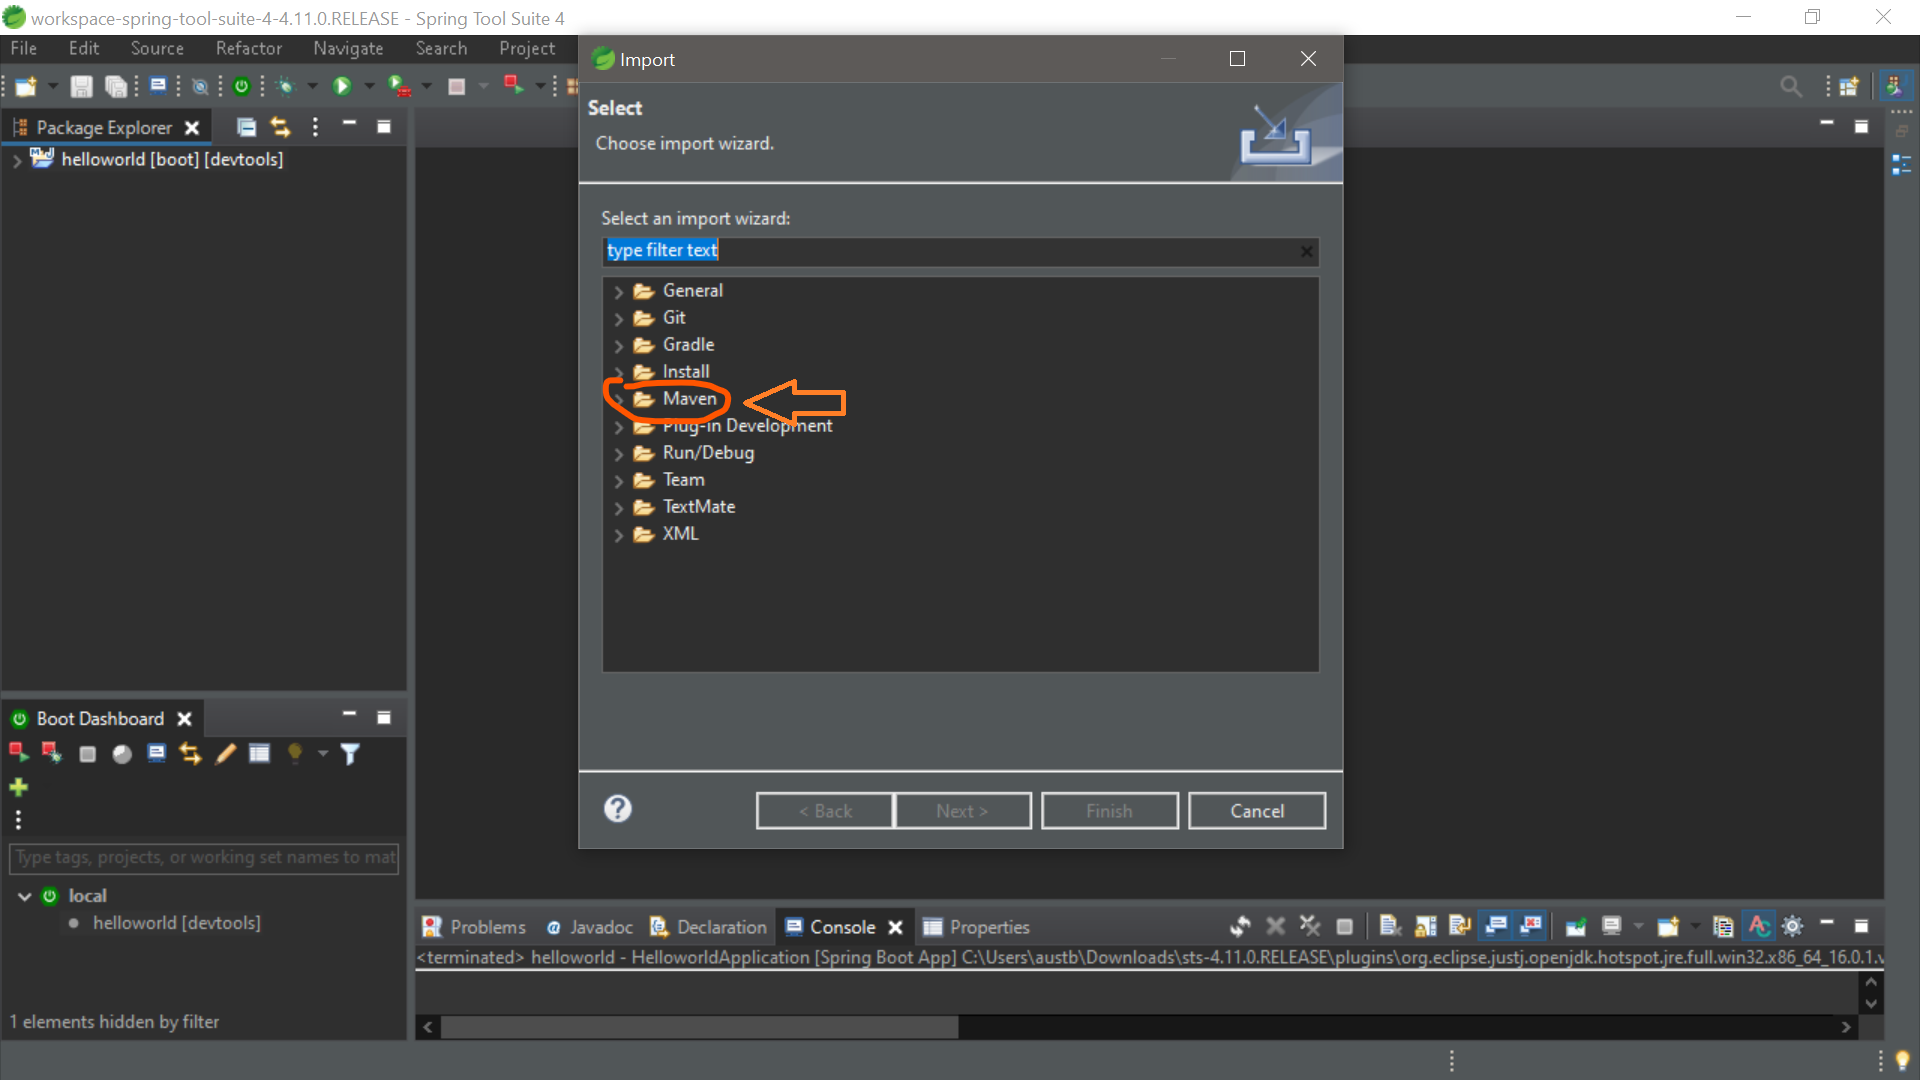 workspace-spring-tool-suite-4-4.11.0.RELEASE - Spring Tool Suite 4
File Edit Source Refactor Navigate Search Project
Import
Select
Choose import wizard.
Package Explorer
helloworld [boot] [devtools]
Select an import wizard:
type filter text
General
Git
Gradle
Install
Maven
Plug-in Development
Run/Debug
Team
TextMate
XML
< Back Next > Finish Cancel
Boot Dashboard
Type tags, projects, or working set names to mat
local
helloworld [devtools]
1 elements hidden by filter
Problems Javadoc Declaration Console Properties
<terminated> helloworld - HelloworldApplication [Spring Boot App] C:\Users\austb\Downloads\sts-4.11.0.RELEASE\plugins\org.eclipse.justj.openjdk.hotspot.jre.full.win32.x86_64_16.0.1.v